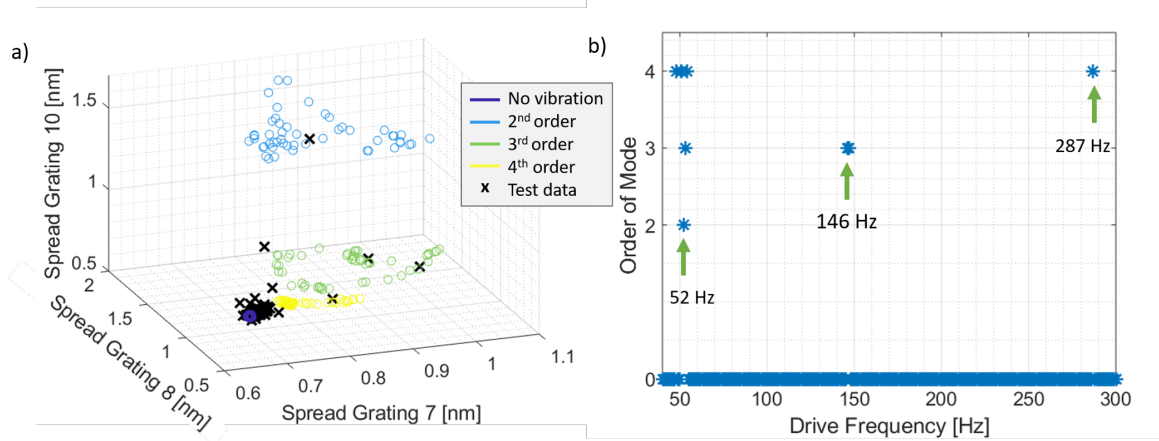 a)
Spread Grating 10 [nm]
1.5
1
0.5
2
1.5
1
0.5
Spread Grating 8 [nm]
0.6
0.7
0.8
0.9
1
1.1
Spread Grating 7 [nm]
No vibration
2nd order
3rd order
4th order
x Test data
b)
Order of Mode
4
3
2
0
287 Hz
146 Hz
52 Hz
50
100
150
200
250
300
Drive Frequency [Hz]